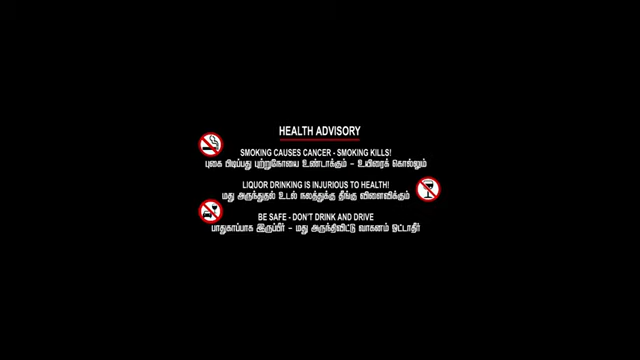 HEALTH ADVISORY
SMOKING CAUSES CANCER - SMOKING KILLS!
புகை பிடிப்பது புற்றுநோயை உண்டாக்கும் - உயிரைக் கொல்லும்
LIQUOR DRINKING IS INJURIOUS TO HEALTH!
மது அருந்துதல் உடல் நலத்துக்கு தீங்கு விளைவிக்கும்
BE SAFE - DON'T DRINK AND DRIVE
பாதுகாப்பாக இருப்பீர் - மது அருந்திவிட்டு வாகனம் ஓட்டாதீர்